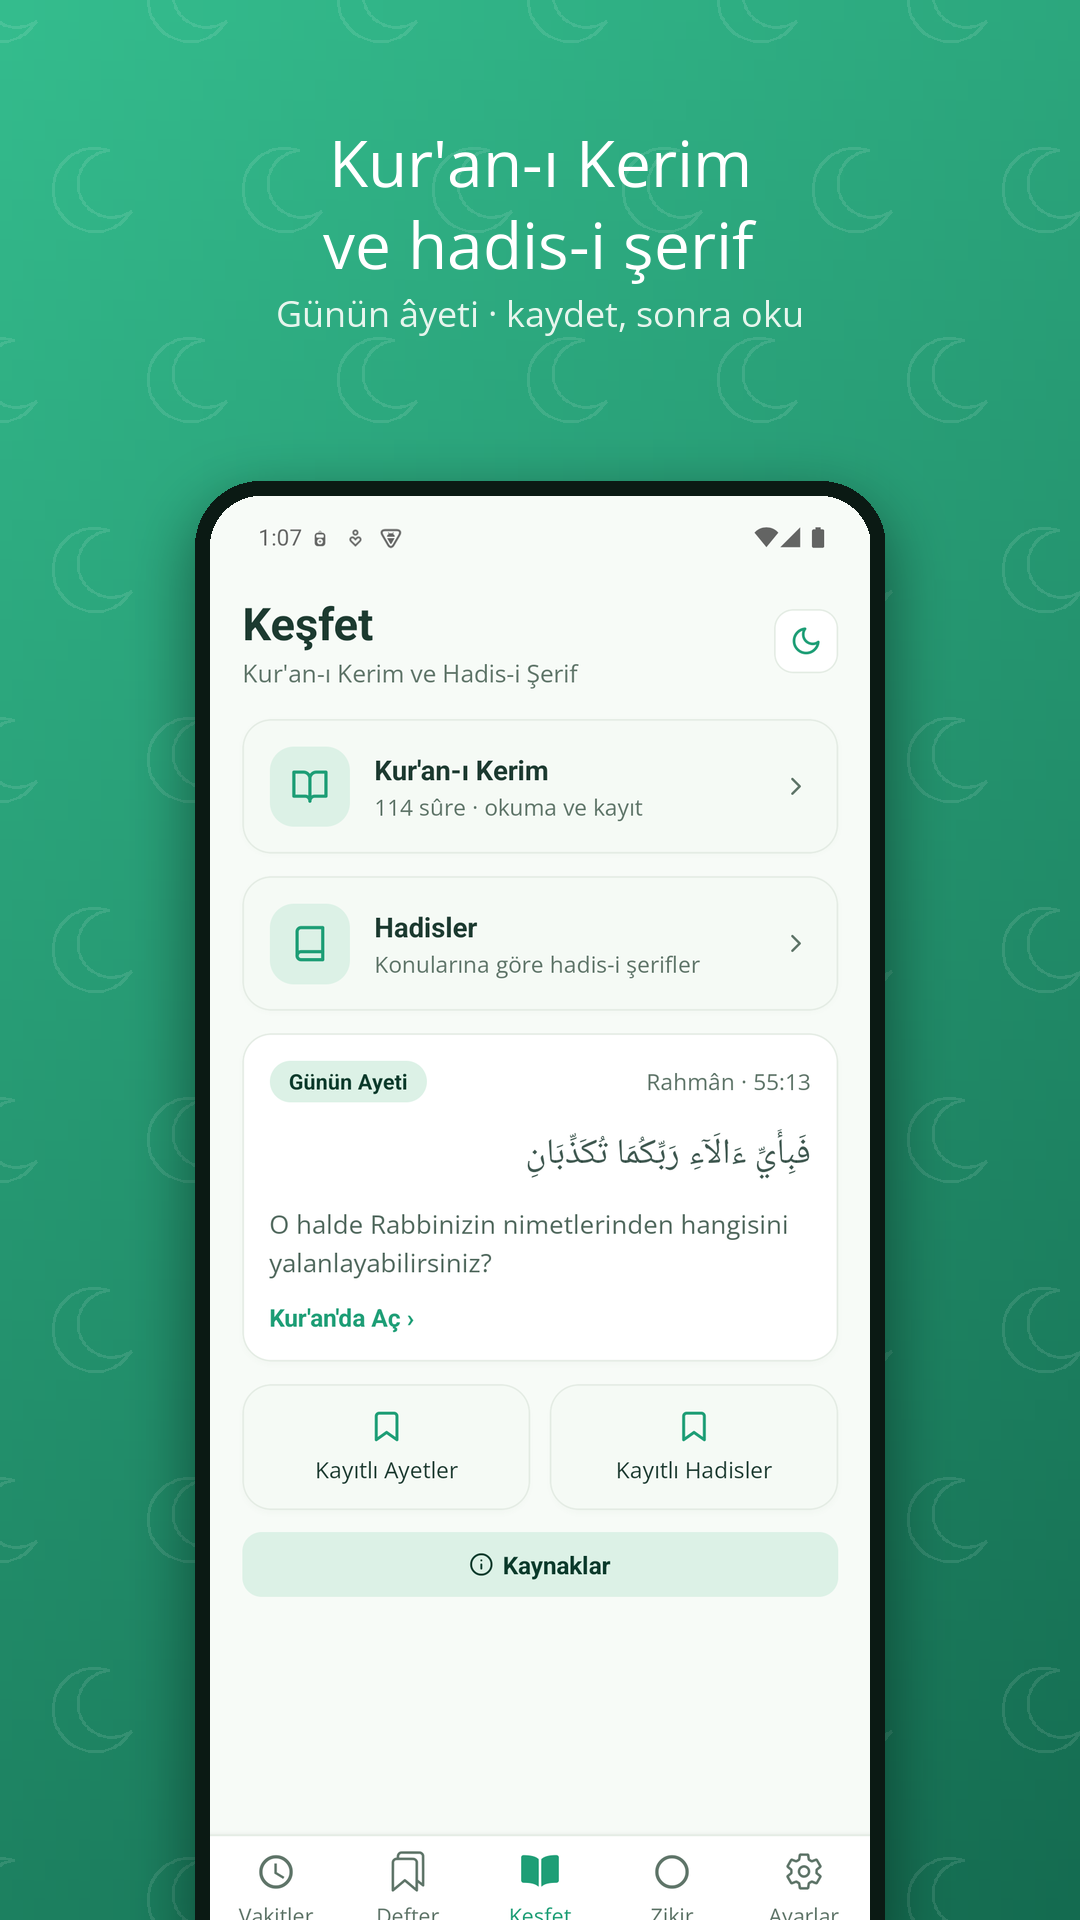 Kur'an-ı Kerim
ve hadis-i şerif
Günün âyeti · kaydet, sonra oku
1:07
Keşfet
Kur'an-ı Kerim ve Hadis-i Şerif
Kur'an-ı Kerim
114 sûre · okuma ve kayıt
Hadisler
Konularına göre hadis-i şerifler
Günün Ayeti
Rahmân · 55:13
فَبِأَيِّ ءَالَآءِ رَبِّكُمَا تُكَذِّبَانِ
O halde Rabbinizin nimetlerinden hangisini
yalanlayabilirsiniz?
Kur'an'da Aç ›
Kayıtlı Ayetler
Kayıtlı Hadisler
Kaynaklar
Vakitler
Defter
Keşfet
Zikir
Ayarlar